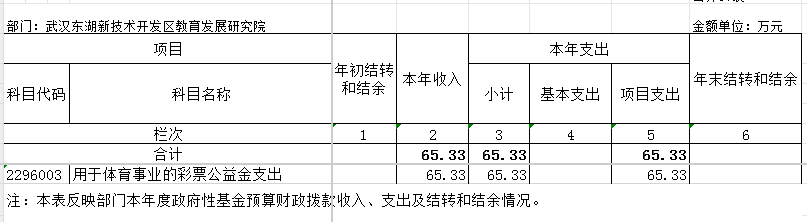 部门：武汉东湖新技术开发区教育发展研究院 金额单位：万元
项目 年初结转和结余 本年收入 本年支出 年末结转和结余
科目代码 科目名称 小计 基本支出 项目支出
栏次 1 2 3 4 5 6
合计 65.33 65.33 65.33
2296003 用于体育事业的彩票公益金支出 65.33 65.33 65.33
注：本表反映部门本年度政府性基金预算财政拨款收入、支出及结转和结余情况。